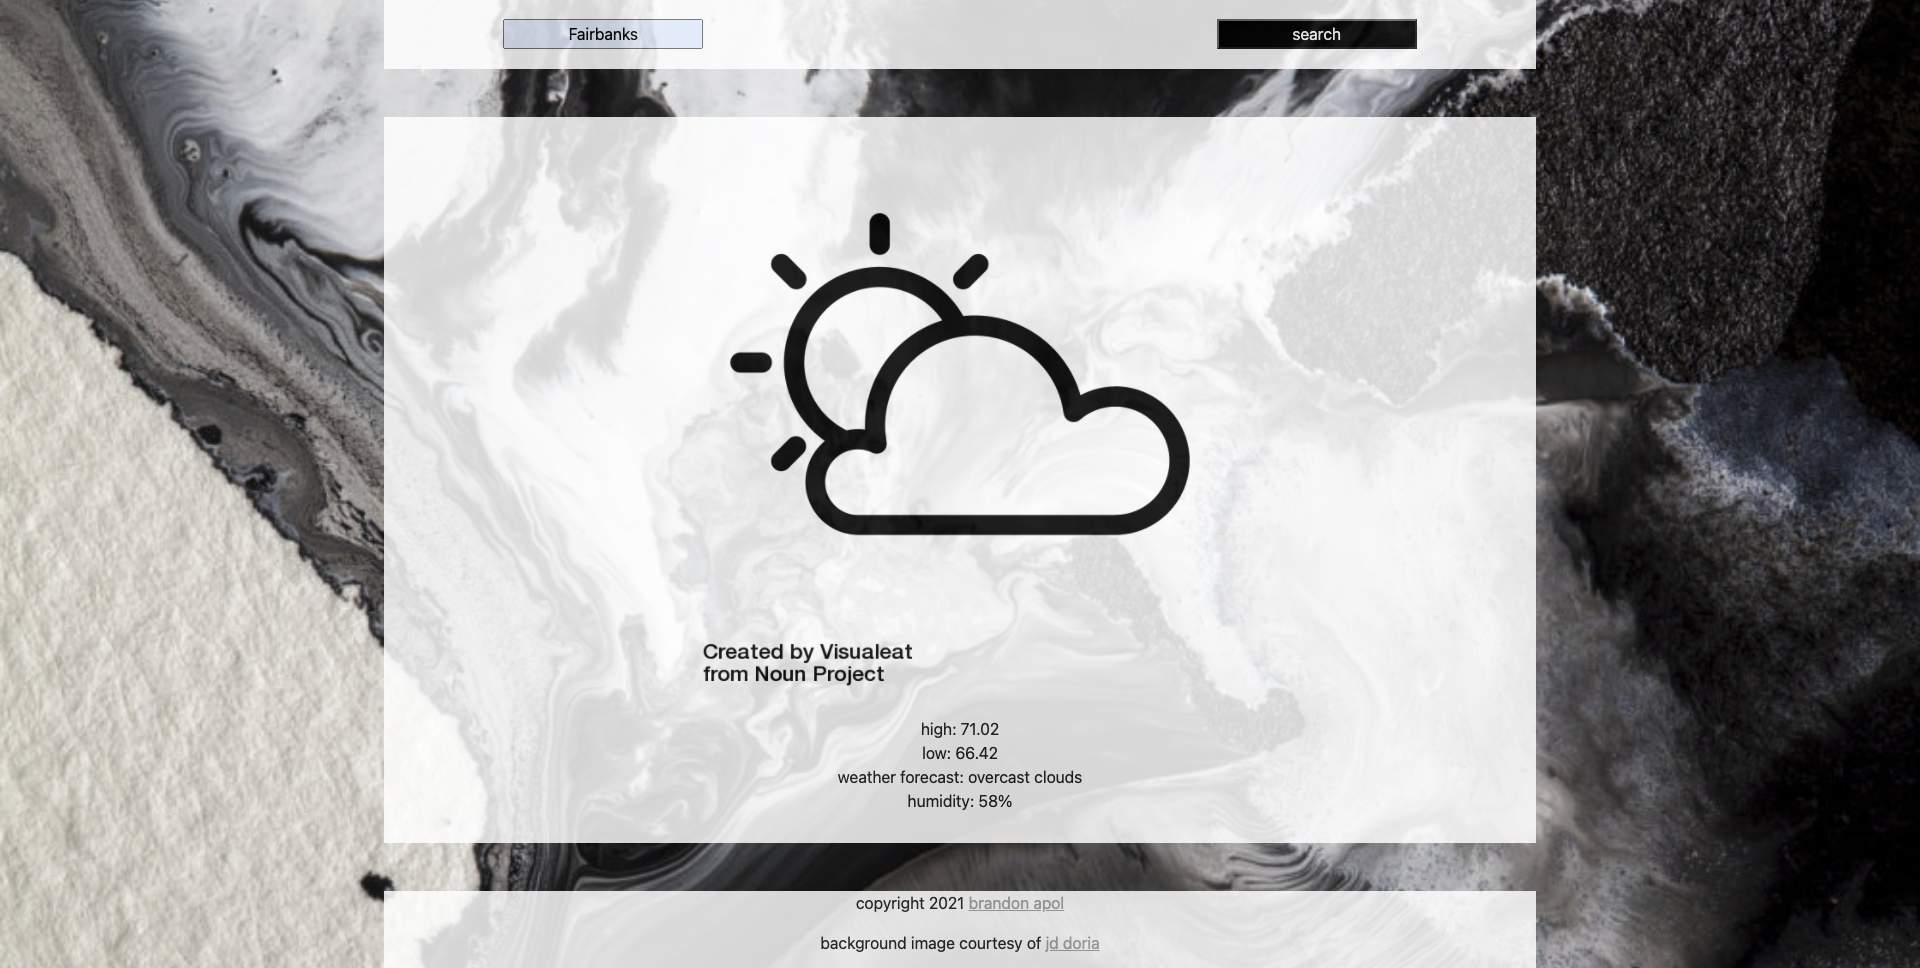 Fairbanks
search
Created by Visualeat
from Noun Project
high: 71.02
low: 66.42
weather forecast: overcast clouds
humidity: 58%
copyright 2021 brandon apol
background image courtesy of jd doria